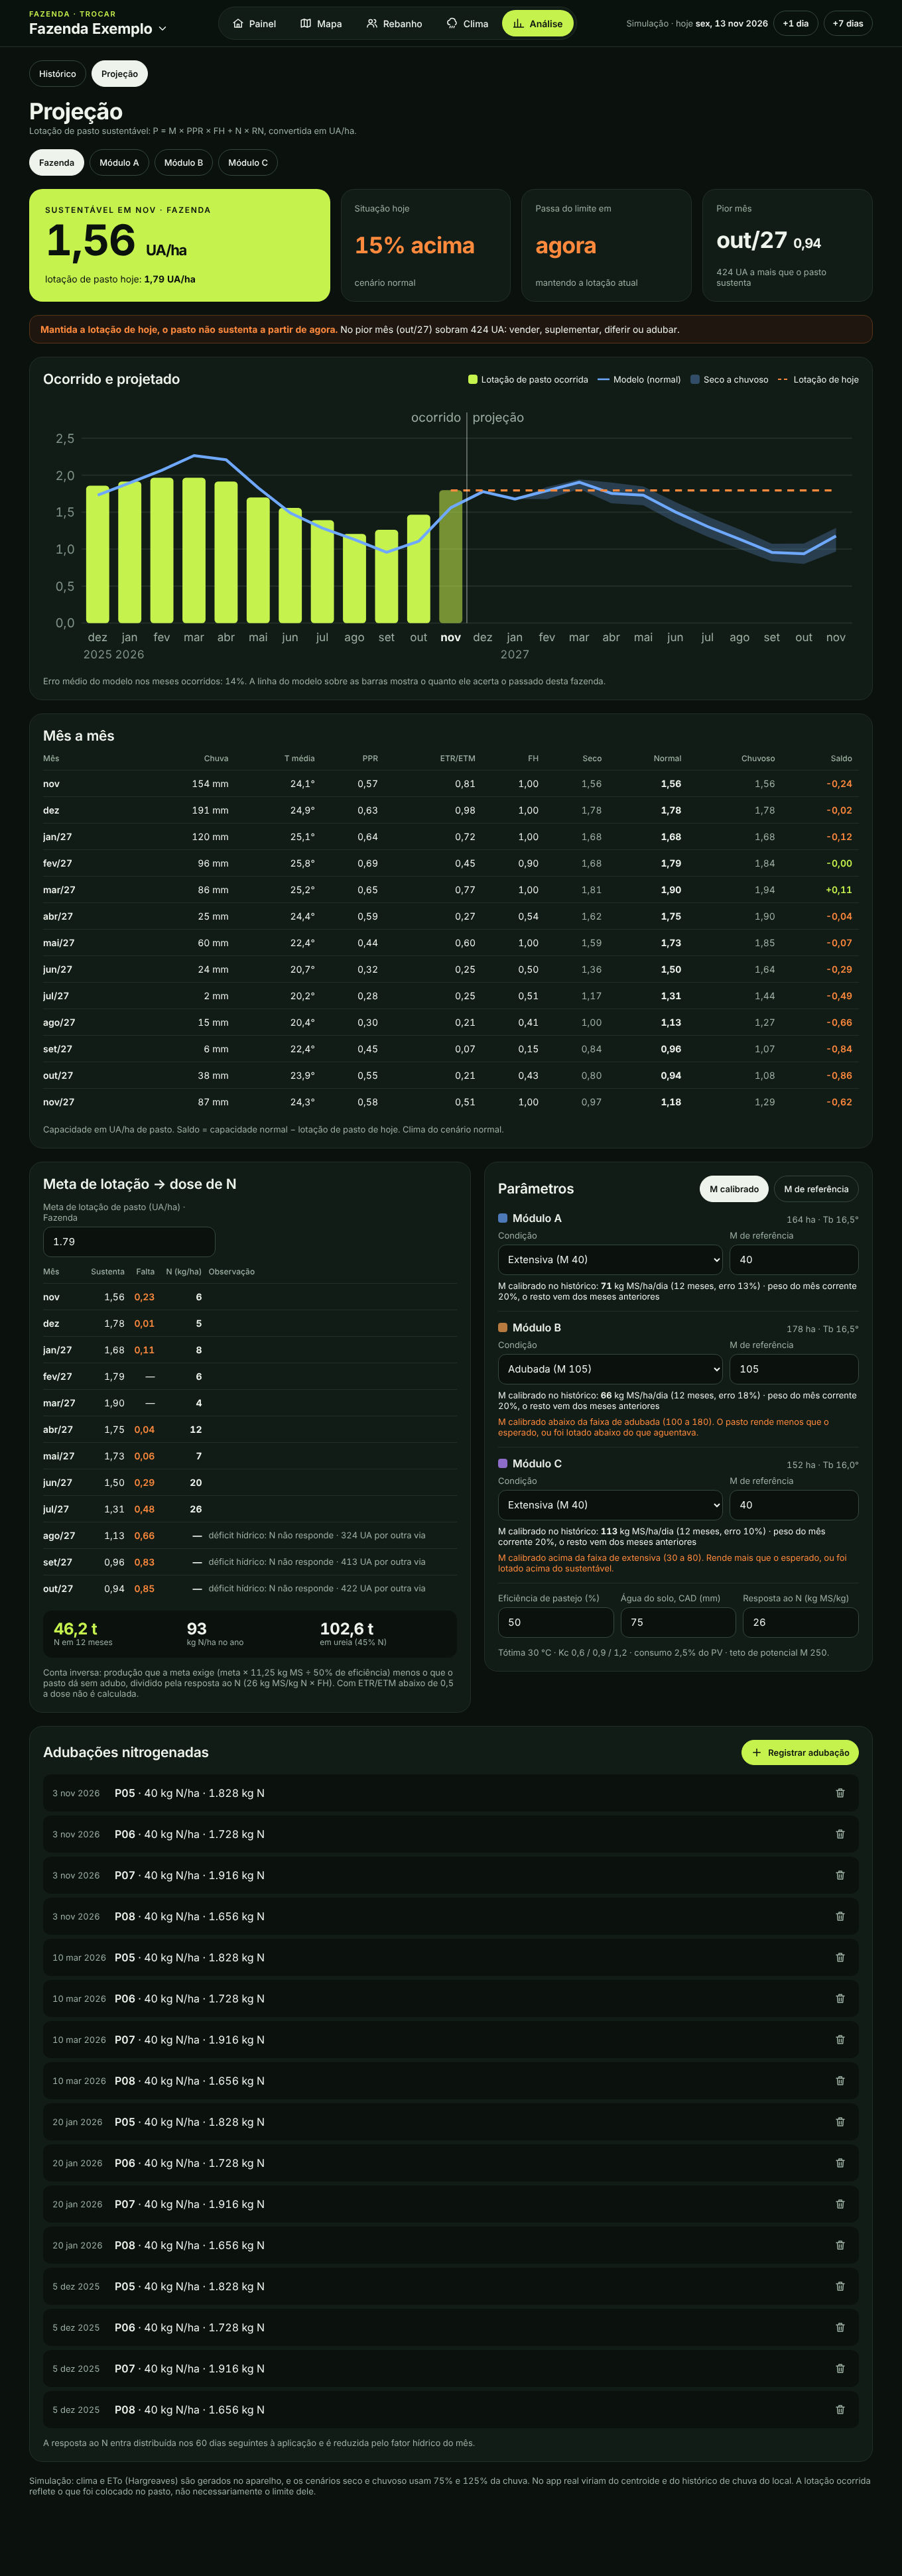 FAZENDA · TROCAR
Fazenda Exemplo
Painel
Mapa
Rebanho
Clima
Análise
Simulação · hoje sex, 13 nov 2026
+1 dia
+7 dias
Histórico
Projeção
Projeção
Lotação de pasto sustentável: P = M × PPR × FH + N × RN, convertida em UA/ha.
Fazenda
Módulo A
Módulo B
Módulo C
SUSTENTÁVEL EM NOV · FAZENDA
1,56 UA/ha
lotação de pasto hoje: 1,79 UA/ha
Situação hoje
15% acima
cenário normal
Passa do limite em
agora
mantendo a lotação atual
Pior mês
out/27 0,94
424 UA a mais que o pasto
sustenta
Mantida a lotação de hoje, o pasto não sustenta a partir de agora. No pior mês (out/27) sobram 424 UA: vender, suplementar, diferir ou adubar.
Ocorrido e projetado
Lotação de pasto ocorrida
Modelo (normal)
Seco a chuvoso
Lotação de hoje
ocorrido
projeção
2,5
2,0
1,5
1,0
0,5
0,0
dez jan fev mar abr mai jun jul ago set out nov dez jan fev mar abr mai jun jul ago set out nov
2025 2026 2027
Erro médio do modelo nos meses ocorridos: 14%. A linha do modelo sobre as barras mostra o quanto ele acerta o passado desta fazenda.
Mês a mês
Mês Chuva T média PPR ETR/ETM FH Seco Normal Chuvoso Saldo
nov 154 mm 24,1° 0,57 0,81 1,00 1,56 1,56 1,56 -0,24
dez 191 mm 24,9° 0,63 0,98 1,00 1,78 1,78 1,78 -0,02
jan/27 120 mm 25,1° 0,64 0,72 1,00 1,68 1,68 1,68 -0,12
fev/27 96 mm 25,8° 0,69 0,45 0,90 1,68 1,79 1,84 -0,00
mar/27 86 mm 25,2° 0,65 0,77 1,00 1,81 1,90 1,94 +0,11
abr/27 25 mm 24,4° 0,59 0,27 0,54 1,62 1,75 1,90 -0,04
mai/27 60 mm 22,4° 0,44 0,60 1,00 1,59 1,73 1,85 -0,07
jun/27 24 mm 20,7° 0,32 0,25 0,50 1,36 1,50 1,64 -0,29
jul/27 2 mm 20,2° 0,28 0,25 0,51 1,17 1,31 1,44 -0,49
ago/27 15 mm 20,4° 0,30 0,21 0,41 1,00 1,13 1,27 -0,66
set/27 6 mm 22,4° 0,45 0,07 0,15 0,84 0,96 1,07 -0,84
out/27 38 mm 23,9° 0,55 0,21 0,43 0,80 0,94 1,08 -0,86
nov/27 87 mm 24,3° 0,58 0,51 1,00 0,97 1,18 1,29 -0,62
Capacidade em UA/ha de pasto. Saldo = capacidade normal − lotação de pasto de hoje. Clima do cenário normal.
Meta de lotação → dose de N
Meta de lotação de pasto (UA/ha) ·
Fazenda
1.79
Mês Sustenta Falta N (kg/ha) Observação
nov 1,56 0,23 6
dez 1,78 0,01 5
jan/27 1,68 0,11 8
fev/27 1,79 — 6
mar/27 1,90 — 4
abr/27 1,75 0,04 12
mai/27 1,73 0,06 7
jun/27 1,50 0,29 20
jul/27 1,31 0,48 26
ago/27 1,13 0,66 — déficit hídrico: N não responde · 324 UA por outra via
set/27 0,96 0,83 — déficit hídrico: N não responde · 413 UA por outra via
out/27 0,94 0,85 — déficit hídrico: N não responde · 422 UA por outra via
46,2 t
N em 12 meses
93
kg N/ha no ano
102,6 t
em ureia (45% N)
Conta inversa: produção que a meta exige (meta × 11,25 kg MS ÷ 50% de eficiência) menos o que o
pasto dá sem adubo, dividido pela resposta ao N (26 kg MS/kg N × FH). Com ETR/ETM abaixo de 0,5
a dose não é calculada.
Parâmetros
M calibrado
M de referência
Módulo A
164 ha · Tb 16,5°
Condição
M de referência
Extensiva (M 40)
40
M calibrado no histórico: 71 kg MS/ha/dia (12 meses, erro 13%) · peso do mês corrente
20%, o resto vem dos meses anteriores
Módulo B
178 ha · Tb 16,5°
Condição
M de referência
Adubada (M 105)
105
M calibrado no histórico: 66 kg MS/ha/dia (12 meses, erro 18%) · peso do mês corrente
20%, o resto vem dos meses anteriores
M calibrado abaixo da faixa de adubada (100 a 180). O pasto rende menos que o
esperado, ou foi lotado abaixo do que aguentava.
Módulo C
152 ha · Tb 16,0°
Condição
M de referência
Extensiva (M 40)
40
M calibrado no histórico: 113 kg MS/ha/dia (12 meses, erro 10%) · peso do mês
corrente 20%, o resto vem dos meses anteriores
M calibrado acima da faixa de extensiva (30 a 80). Rende mais que o esperado, ou foi
lotado acima do sustentável.
Eficiência de pastejo (%)
Água do solo, CAD (mm)
Resposta ao N (kg MS/kg)
50
75
26
Tótima 30 °C · Kc 0,6 / 0,9 / 1,2 · consumo 2,5% do PV · teto de potencial M 250.
Adubações nitrogenadas
Registrar adubação
3 nov 2026 P05 · 40 kg N/ha · 1.828 kg N
3 nov 2026 P06 · 40 kg N/ha · 1.728 kg N
3 nov 2026 P07 · 40 kg N/ha · 1.916 kg N
3 nov 2026 P08 · 40 kg N/ha · 1.656 kg N
10 mar 2026 P05 · 40 kg N/ha · 1.828 kg N
10 mar 2026 P06 · 40 kg N/ha · 1.728 kg N
10 mar 2026 P07 · 40 kg N/ha · 1.916 kg N
10 mar 2026 P08 · 40 kg N/ha · 1.656 kg N
20 jan 2026 P05 · 40 kg N/ha · 1.828 kg N
20 jan 2026 P06 · 40 kg N/ha · 1.728 kg N
20 jan 2026 P07 · 40 kg N/ha · 1.916 kg N
20 jan 2026 P08 · 40 kg N/ha · 1.656 kg N
5 dez 2025 P05 · 40 kg N/ha · 1.828 kg N
5 dez 2025 P06 · 40 kg N/ha · 1.728 kg N
5 dez 2025 P07 · 40 kg N/ha · 1.916 kg N
5 dez 2025 P08 · 40 kg N/ha · 1.656 kg N
A resposta ao N entra distribuída nos 60 dias seguintes à aplicação e é reduzida pelo fator hídrico do mês.
Simulação: clima e ETo (Hargreaves) são gerados no aparelho, e os cenários seco e chuvoso usam 75% e 125% da chuva. No app real viriam do centroide e do histórico de chuva do local. A lotação ocorrida
reflete o que foi colocado no pasto, não necessariamente o limite dele.